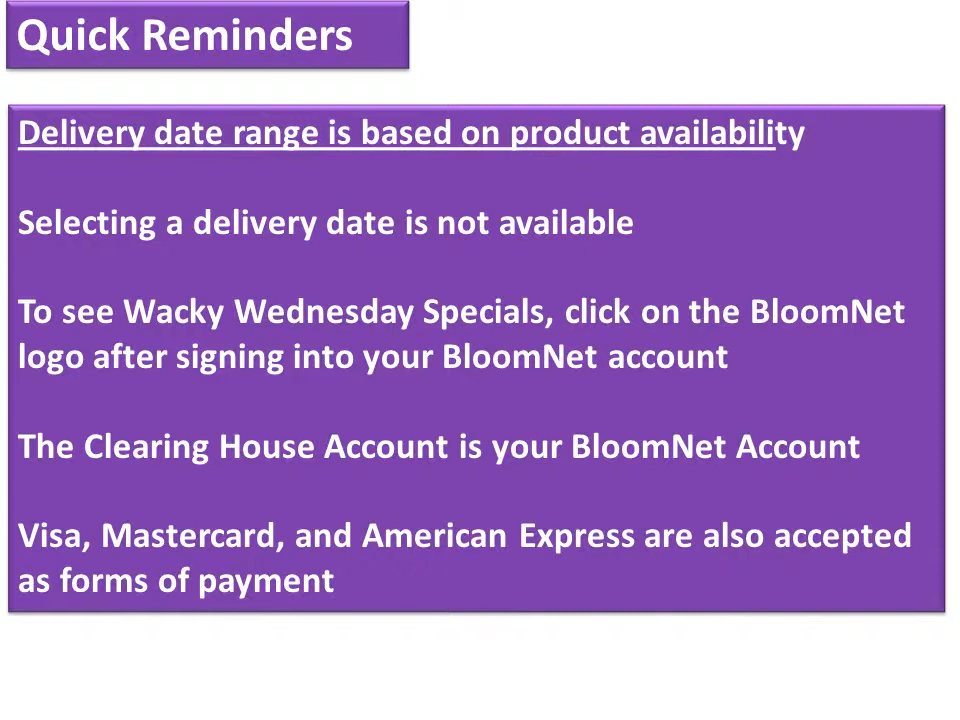 Quick Reminders
Delivery date range is based on product availability
Selecting a delivery date is not available
To see Wacky Wednesday Specials, click on the BloomNet
logo after signing into your BloomNet account
The Clearing House Account is your BloomNet Account
Visa, Mastercard, and American Express are also accepted
as forms of payment